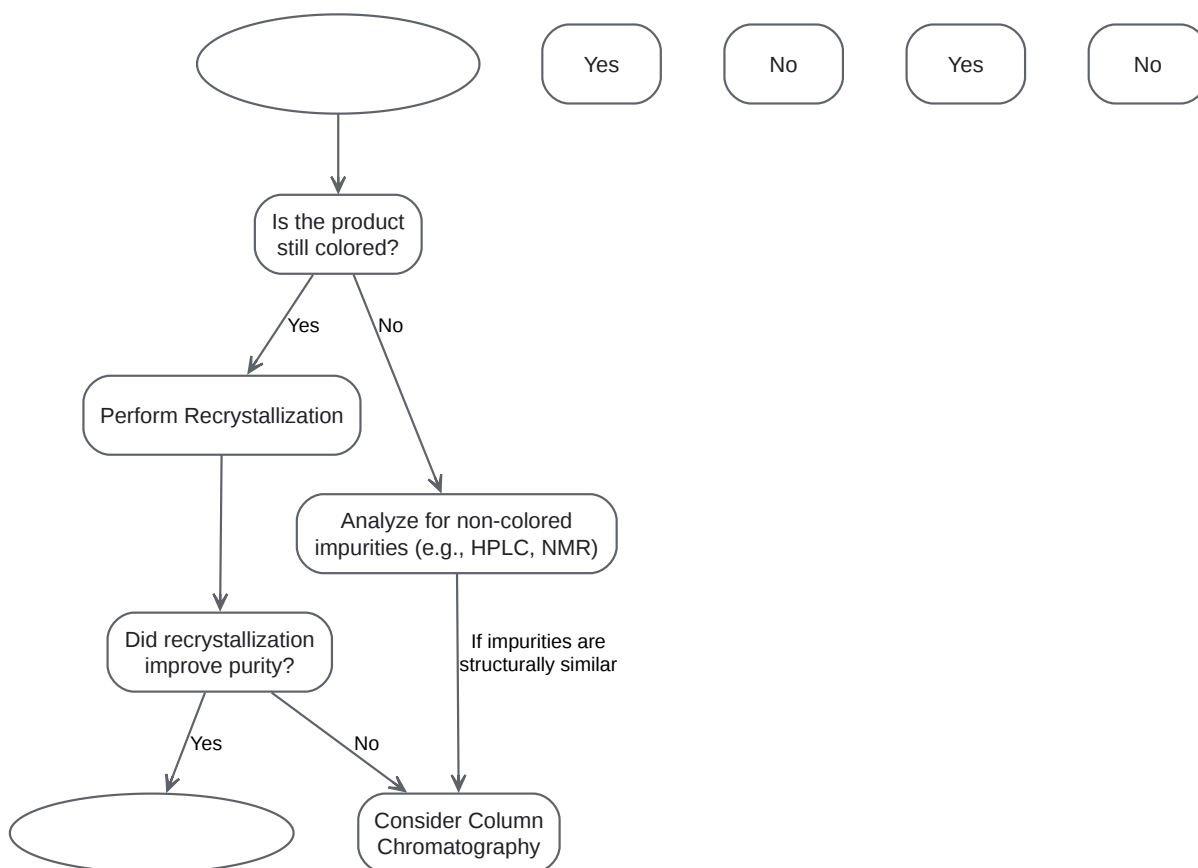 Yes
No
Yes
No
Is the product
still colored?
Yes
No
Perform Recrystallization
Analyze for non-colored
impurities (e.g., HPLC, NMR)
Did recrystallization
improve purity?
If impurities are
structurally similar
Yes
No
Consider Column
Chromatography